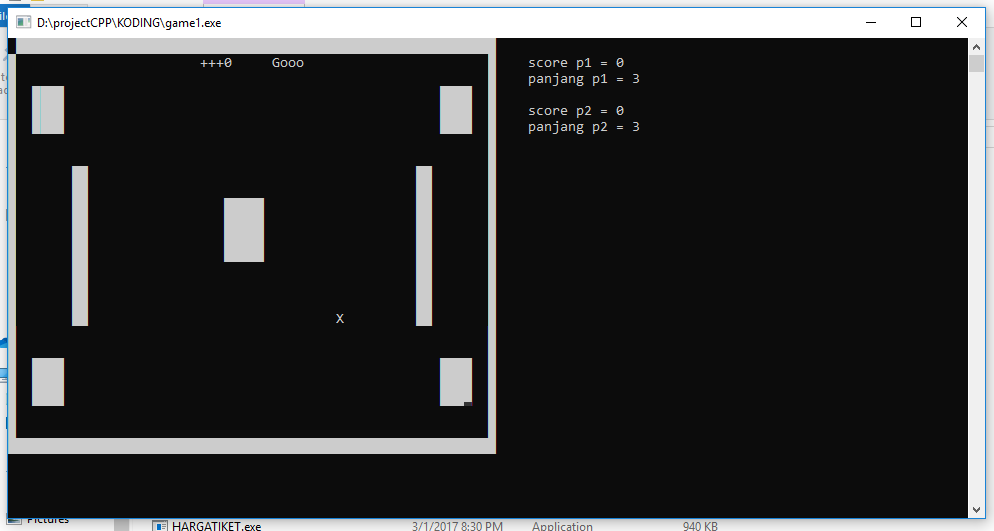 D:\projectCPP\KODING\game1.exe
+++0 Gooo
score p1 = 0
panjang p1 = 3
score p2 = 0
panjang p2 = 3
X
Pictures
HARGATIKET.exe 3/1/2017 8:30 PM Application 940 KB